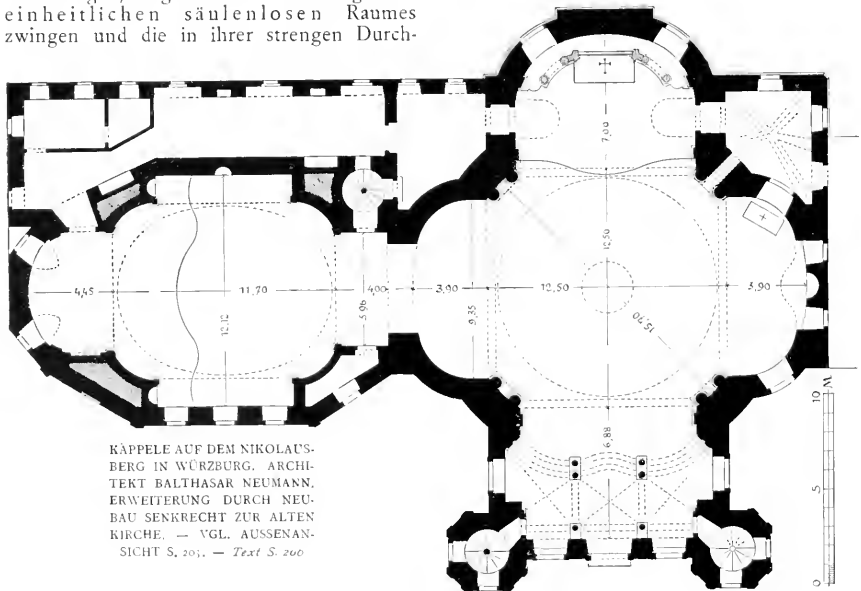 einheitlichen säulenlosen Raumes
zwingen und die in ihrer strengen Durch-
7,00
12,50
4,45
11,70
4,00
3,90
12,50
3,90
12,12
5,96
9,35
15,70
6,88
M
10
5
0
KÄPPELE AUF DEM NIKOLAUS-
BERG IN WÜRZBURG. ARCHI-
TEKT BALTHASAR NEUMANN.
ERWEITERUNG DURCH NEU-
BAU SENKRECHT ZUR ALTEN
KIRCHE. — VGL. AUSSENAN-
SICHT S. 203. — Text S. 200